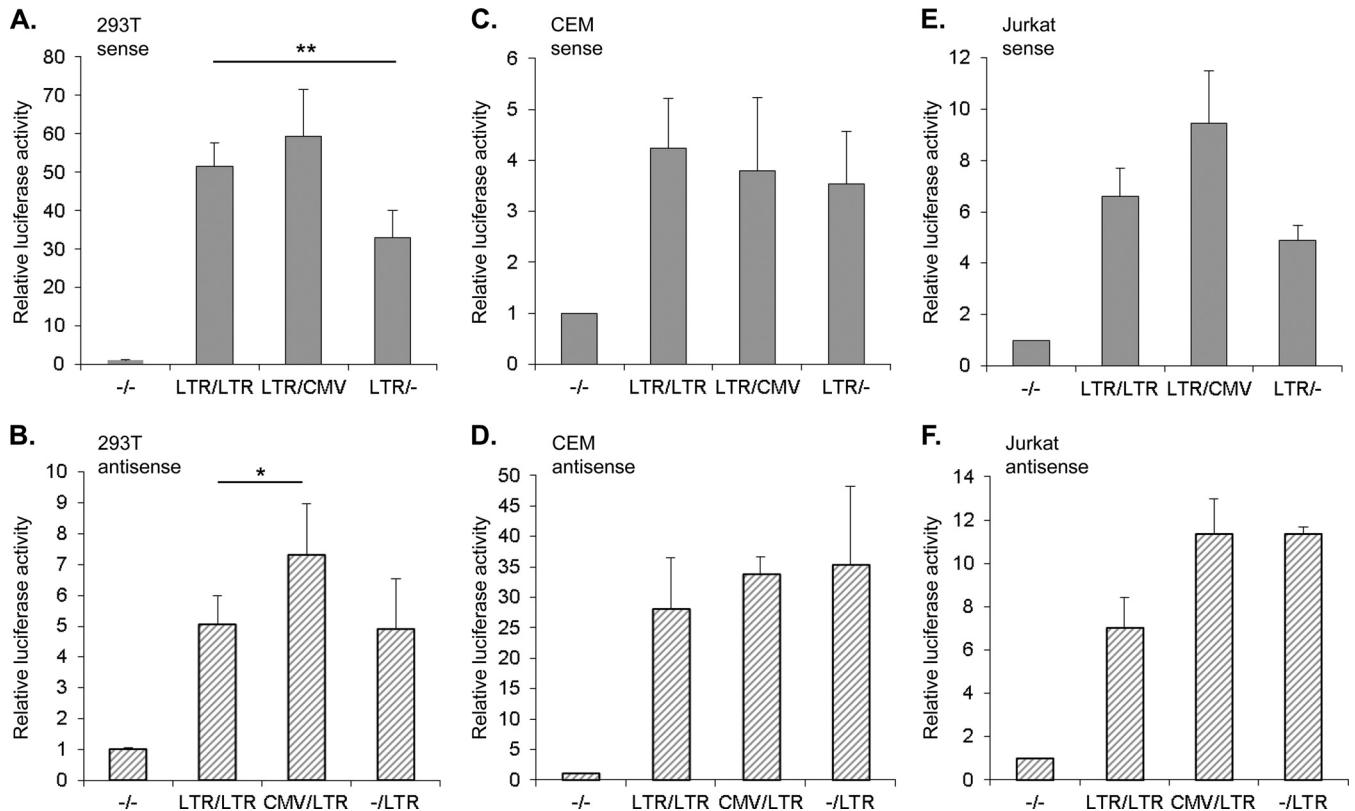 A.
293T
sense
Relative luciferase activity
80
70
60
50
40
30
20
10
0
**
-/-
LTR/LTR
LTR/CMV
LTR/-
C.
CEM
sense
Relative luciferase activity
6
5
4
3
2
1
0
-/-
LTR/LTR
LTR/CMV
LTR/-
E.
Jurkat
sense
Relative luciferase activity
12
10
8
6
4
2
0
-/-
LTR/LTR
LTR/CMV
LTR/-
B.
293T
antisense
Relative luciferase activity
10
9
8
7
6
5
4
3
2
1
0
*
-/-
LTR/LTR
CMV/LTR
-/LTR
D.
CEM
antisense
Relative luciferase activity
50
45
40
35
30
25
20
15
10
5
0
-/-
LTR/LTR
CMV/LTR
-/LTR
F.
Jurkat
antisense
Relative luciferase activity
14
12
10
8
6
4
2
0
-/-
LTR/LTR
CMV/LTR
-/LTR